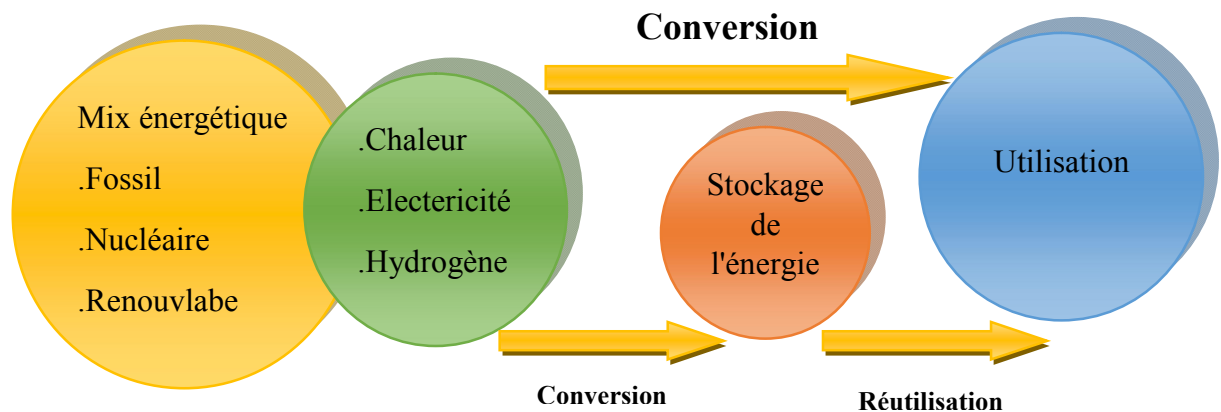 Conversion
Mix énergétique
.Fossil
.Nucléaire
.Renouvlabe
.Chaleur
.Electericité
.Hydrogène
Stockage
de
l'énergie
Utilisation
Conversion
Réutilisation